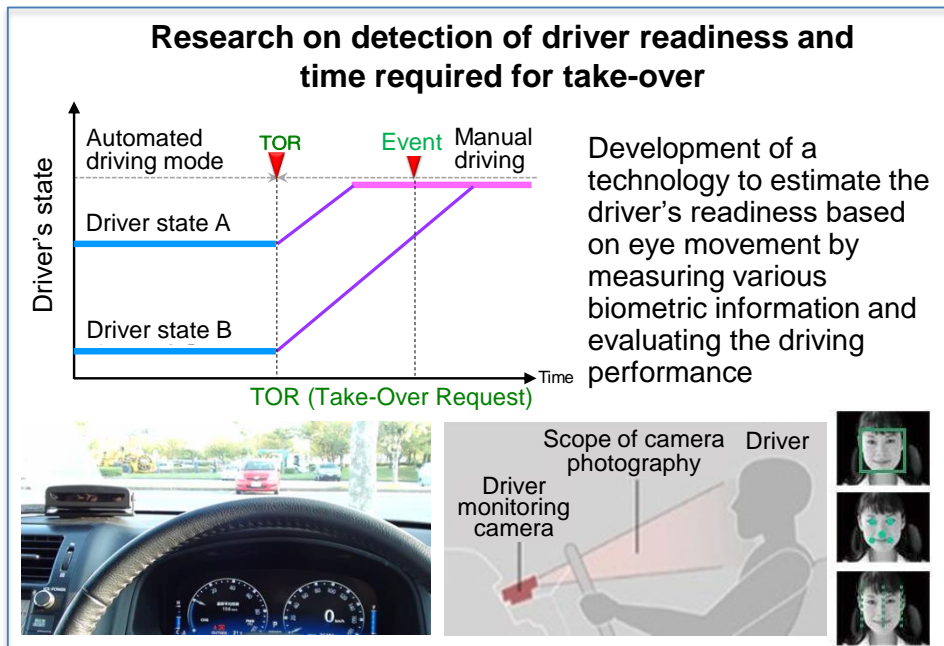 Research on detection of driver readiness and
time required for take-over
Driver's state
Automated
driving mode
TOR
Event
Manual
driving
Driver state A
Driver state B
Time
TOR (Take-Over Request)
Development of a
technology to estimate the
driver's readiness based
on eye movement by
measuring various
biometric information and
evaluating the driving
performance
Scope of camera
photography
Driver
Driver
monitoring
camera
0
km/h
P